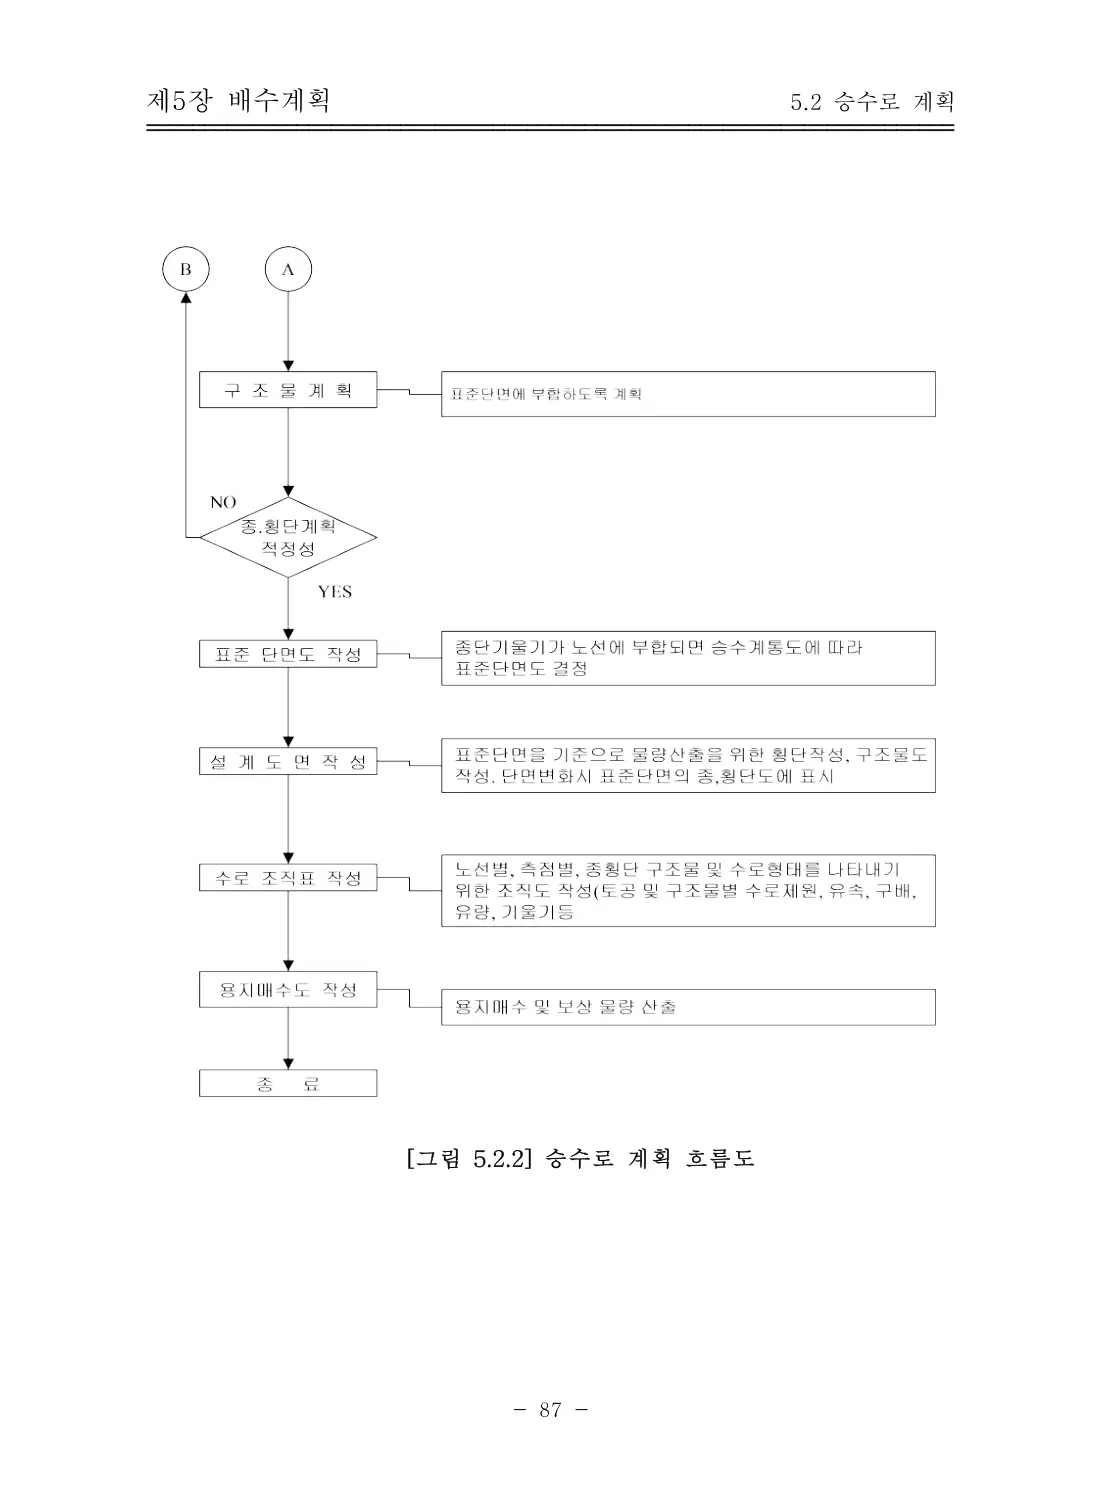 제5장 배수계획
5.2 승수로 계획
B
A
구 조 물 계 획
표준단면에 부합하도록 계획
NO
종.횡단계획
적정성
YES
표준 단면도 작성
종단기울기가 노선에 부합되면 승수계통도에 따라
표준단면도 결정
설 계 도 면 작 성
표준단면을 기준으로 물량산출을 위한 횡단작성, 구조물도
작성. 단면변화시 표준단면의 종,횡단도에 표시
수로 조직표 작성
노선별, 측점별, 종횡단 구조물 및 수로형태를 나타내기
위한 조직도 작성(토공 및 구조물별 수로제원, 유속, 구배,
유량, 기울기등
용지매수도 작성
용지매수 및 보상 물량 산출
종 료
[그림 5.2.2] 승수로 계획 흐름도
- 87 -